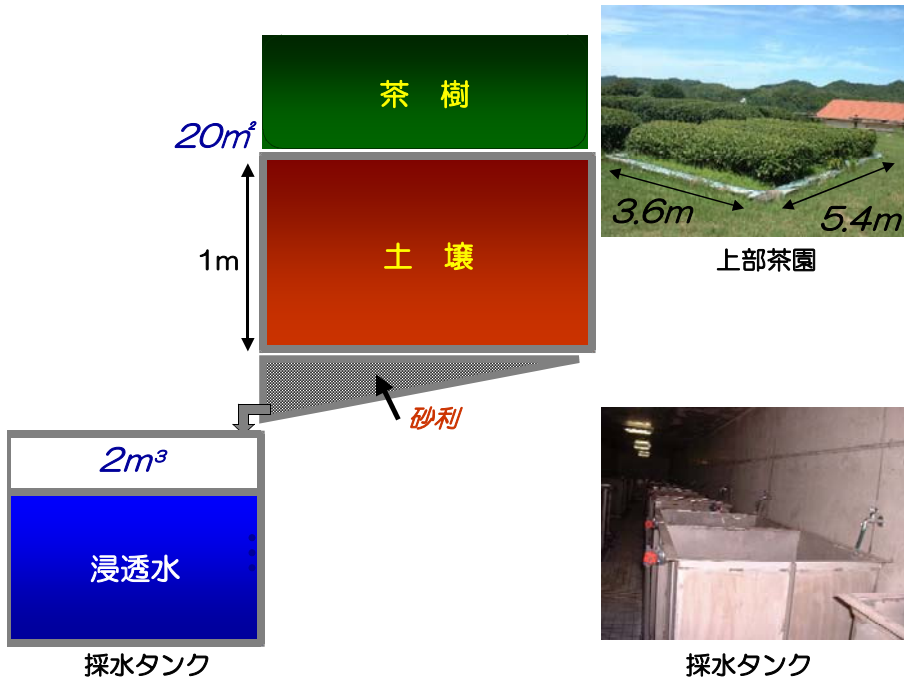 茶 樹
20m²
1m
土 壌
砂利
2m³
浸透水
採水タンク
3.6m
5.4m
上部茶園
採水タンク